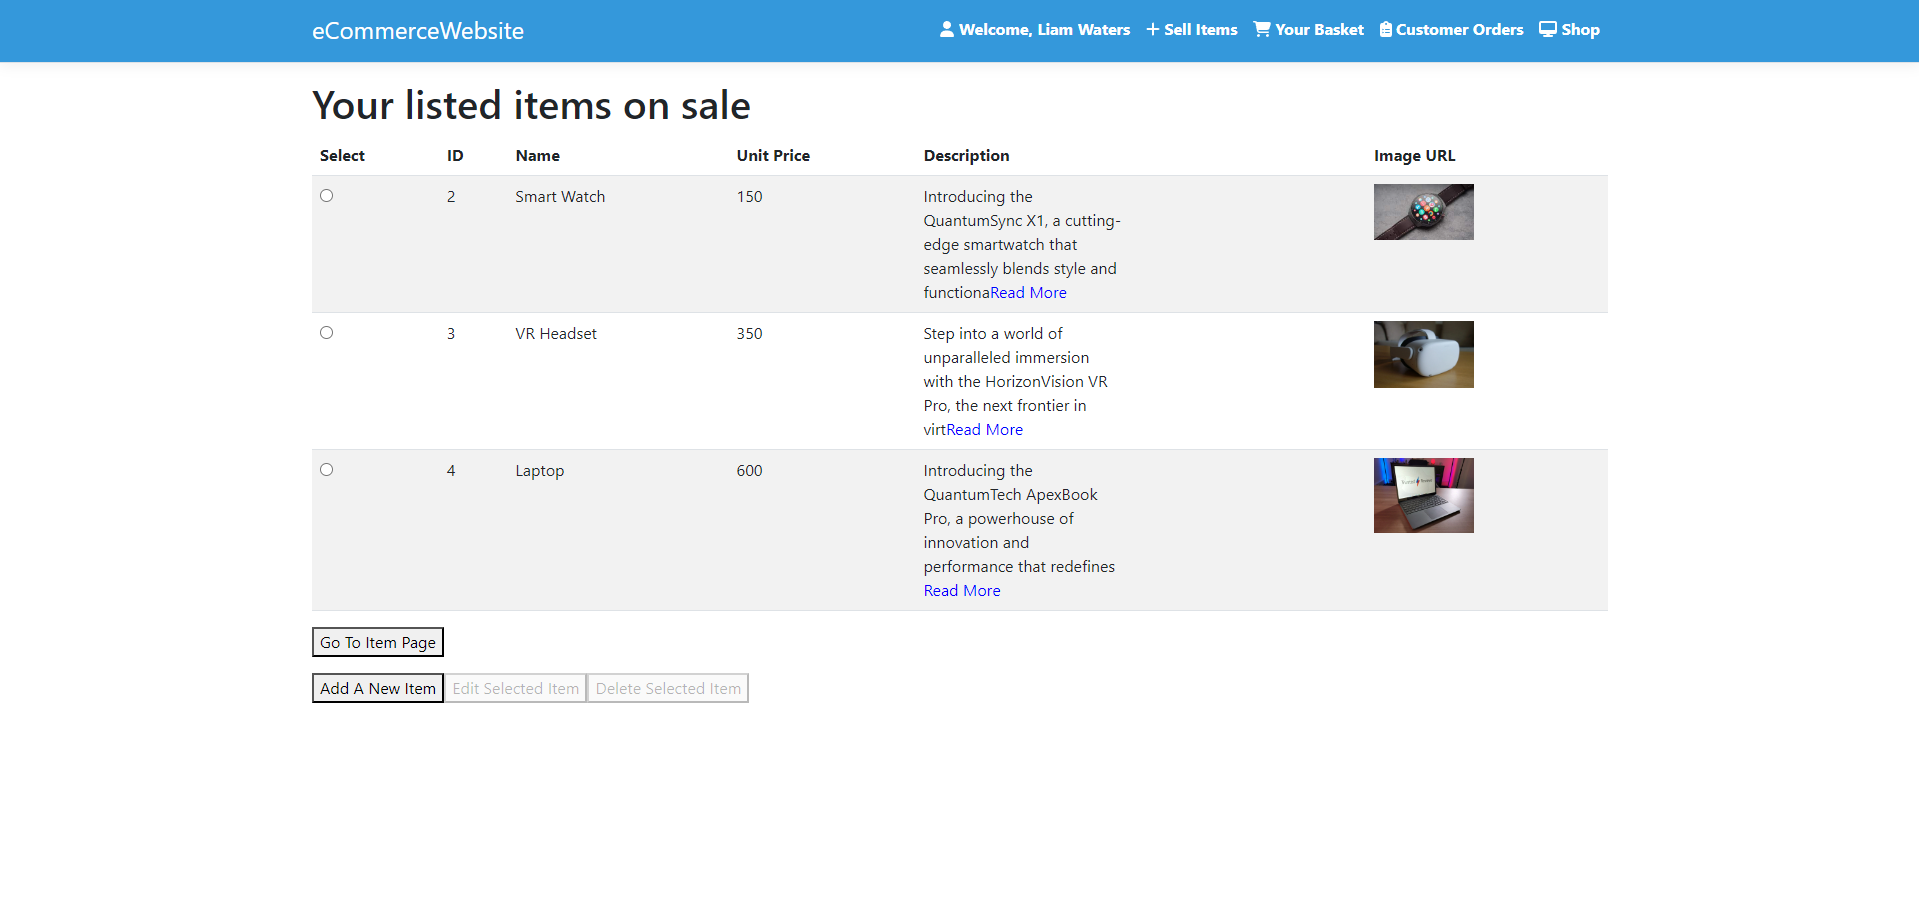 eCommerceWebsite
Welcome, Liam Waters Sell Items Your Basket Customer Orders Shop
Your listed items on sale
Select ID Name Unit Price Description Image URL
2 Smart Watch 150 Introducing the
QuantumSync X1, a cutting-
edge smartwatch that
seamlessly blends style and
functionaRead More
3 VR Headset 350 Step into a world of
unparalleled immersion
with the HorizonVision VR
Pro, the next frontier in
virtRead More
4 Laptop 600 Introducing the
QuantumTech ApexBook
Pro, a powerhouse of
innovation and
performance that redefines
Read More
Go To Item Page
Add A New Item Edit Selected Item Delete Selected Item